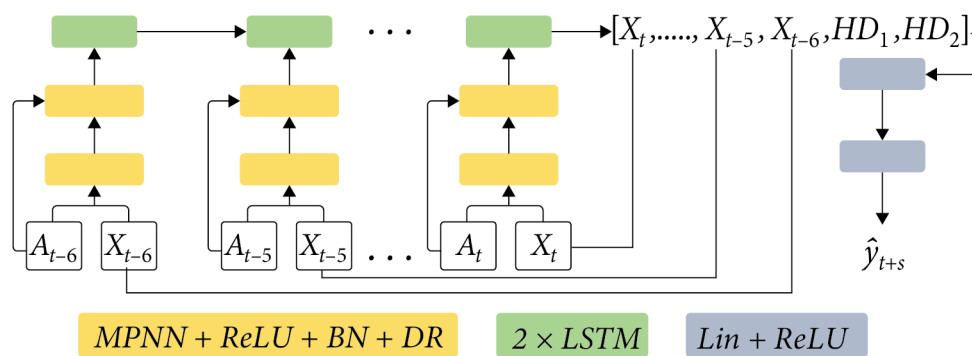 . . . [X_t,....., X_{t–5}, X_{t–6}, HD_1, HD_2]
A_{t–6} X_{t–6} A_{t–5} X_{t–5} . . . A_t X_t
ŷ_{t+s}
MPNN + ReLU + BN + DR 2 × LSTM Lin + ReLU